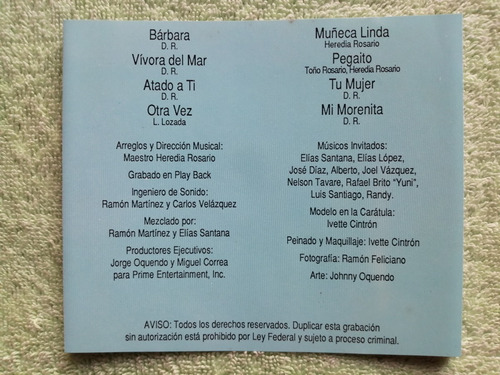 Bárbara
D. R.
Vívora del Mar
D. R.
Atado a Ti
D. R.
Otra Vez
L. Lozada
Arreglos y Dirección Musical:
Maestro Heredia Rosario
Grabado en Play Back
Ingeniero de Sonido:
Ramón Martínez y Carlos Velázquez
Mezclado por:
Ramón Martínez y Elías Santana
Productores Ejecutivos:
Jorge Oquendo y Miguel Correa
para Prime Entertainment, Inc.
Muñeca Linda
Heredia Rosario
Pegaito
Toño Rosario, Heredia Rosario
Tu Mujer
D. R.
Mi Morenita
D. R.
Músicos Invitados:
Elías Santana, Elías López,
José Díaz, Alberto, Joel Vázquez,
Nelson Tavare, Rafael Brito "Yuni",
Luis Santiago, Randy.
Modelo en la Carátula:
Ivette Cintrón
Peinado y Maquillaje: Ivette Cintrón
Fotografía: Ramón Feliciano
Arte: Johnny Oquendo
AVISO: Todos los derechos reservados. Duplicar esta grabación
sin autorización está prohibido por Ley Federal y sujeto a proceso criminal.